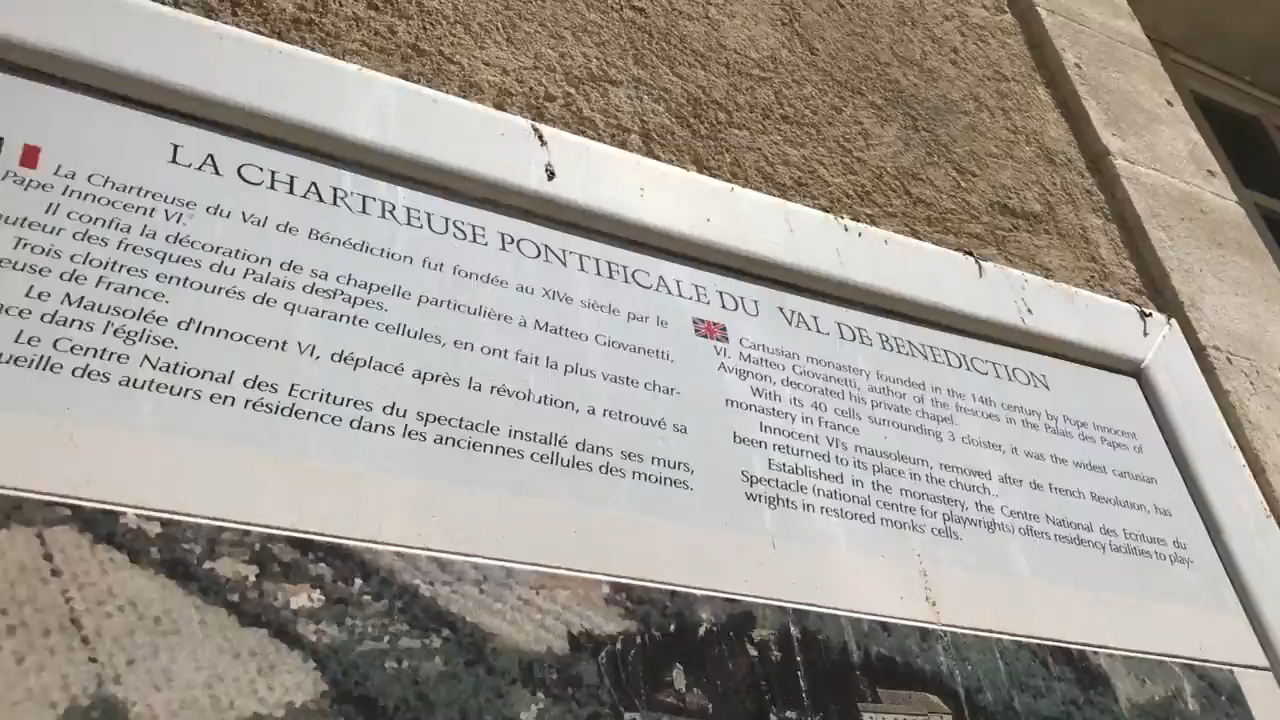 LA CHARTREUSE PONTIFICALE DU VAL DE BENEDICTION
La Chartreuse du Val de Bénédiction fut fondée au XIVe siècle par le
Pape Innocent VI.
Il confia la décoration de sa chapelle particulière à Matteo Giovanetti,
auteur des fresques du Palais desPapes.
Trois cloitres entourés de quarante cellules, en ont fait la plus vaste char-
euse de France.
Le Mausolée d'Innocent VI, déplacé après la révolution, a retrouvé sa
ce dans l'église.
Le Centre National des Ecritures du spectacle installé dans ses murs,
ueille des auteurs en résidence dans les anciennes cellules des moines.
Cartusian monastery founded in the 14th century by Pope Innocent
VI. Matteo Giovanetti, author of the frescoes in the Palais des Papes of
Avignon, decorated his private chapel.
With its 40 cells surrounding 3 cloister, it was the widest cartusian
monastery in France
Innocent VI's mausoleum, removed after de French Revolution, has
been returned to its place in the church..
Established in the monastery, the Centre National des Ecritures du
Spectacle (national centre for playwrights) offers residency facilities to play-
wrights in restored monks' cells.